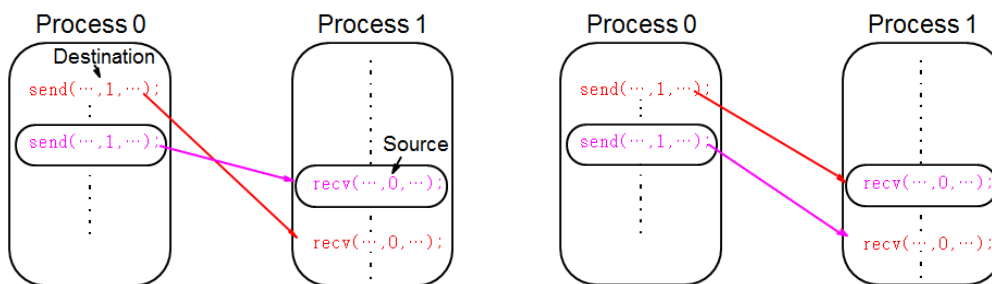 Process 0
Process 1
Destination
send(…,1,…);
send(…,1,…);
Source
recv(…,0,…);
recv(…,0,…);
Process 0
Process 1
send(…,1,…);
send(…,1,…);
recv(…,0,…);
recv(…,0,…);